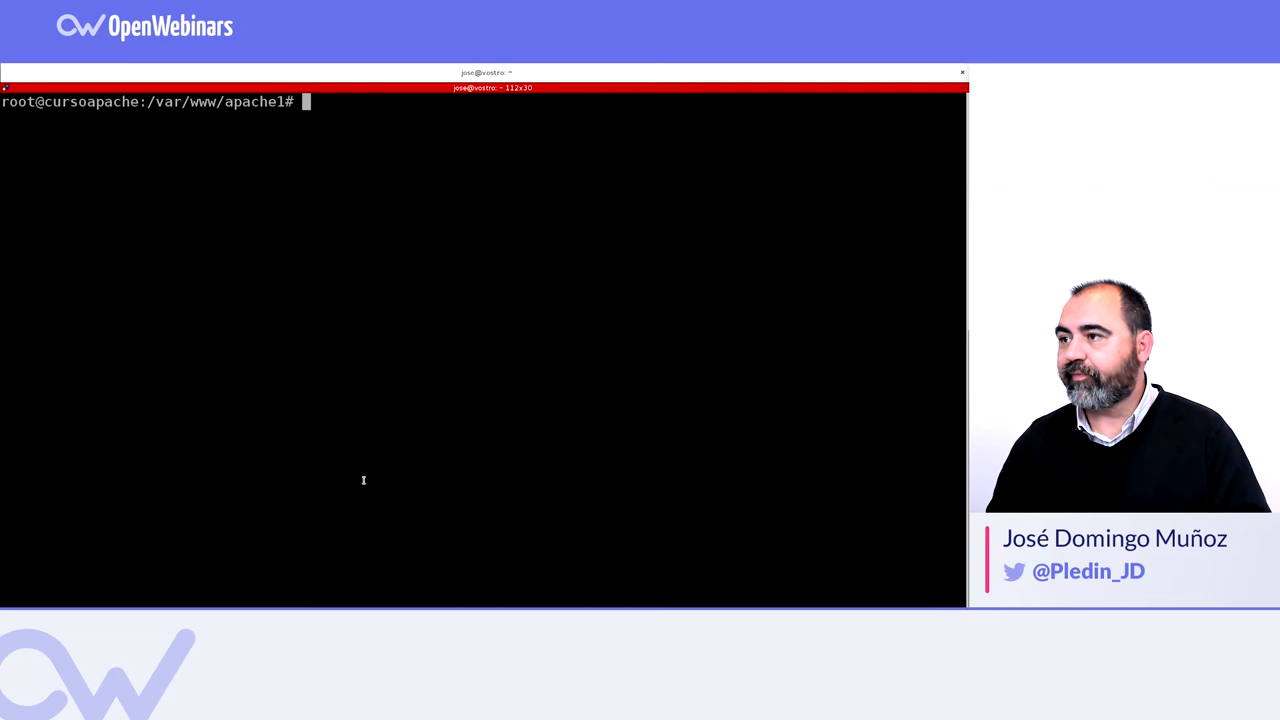 OpenWebinars
jose@vostro: ~
jose@vostro: ~ 112x30
root@cursoapache:/var/www/apache1#
José Domingo Muñoz
@Pledin_JD